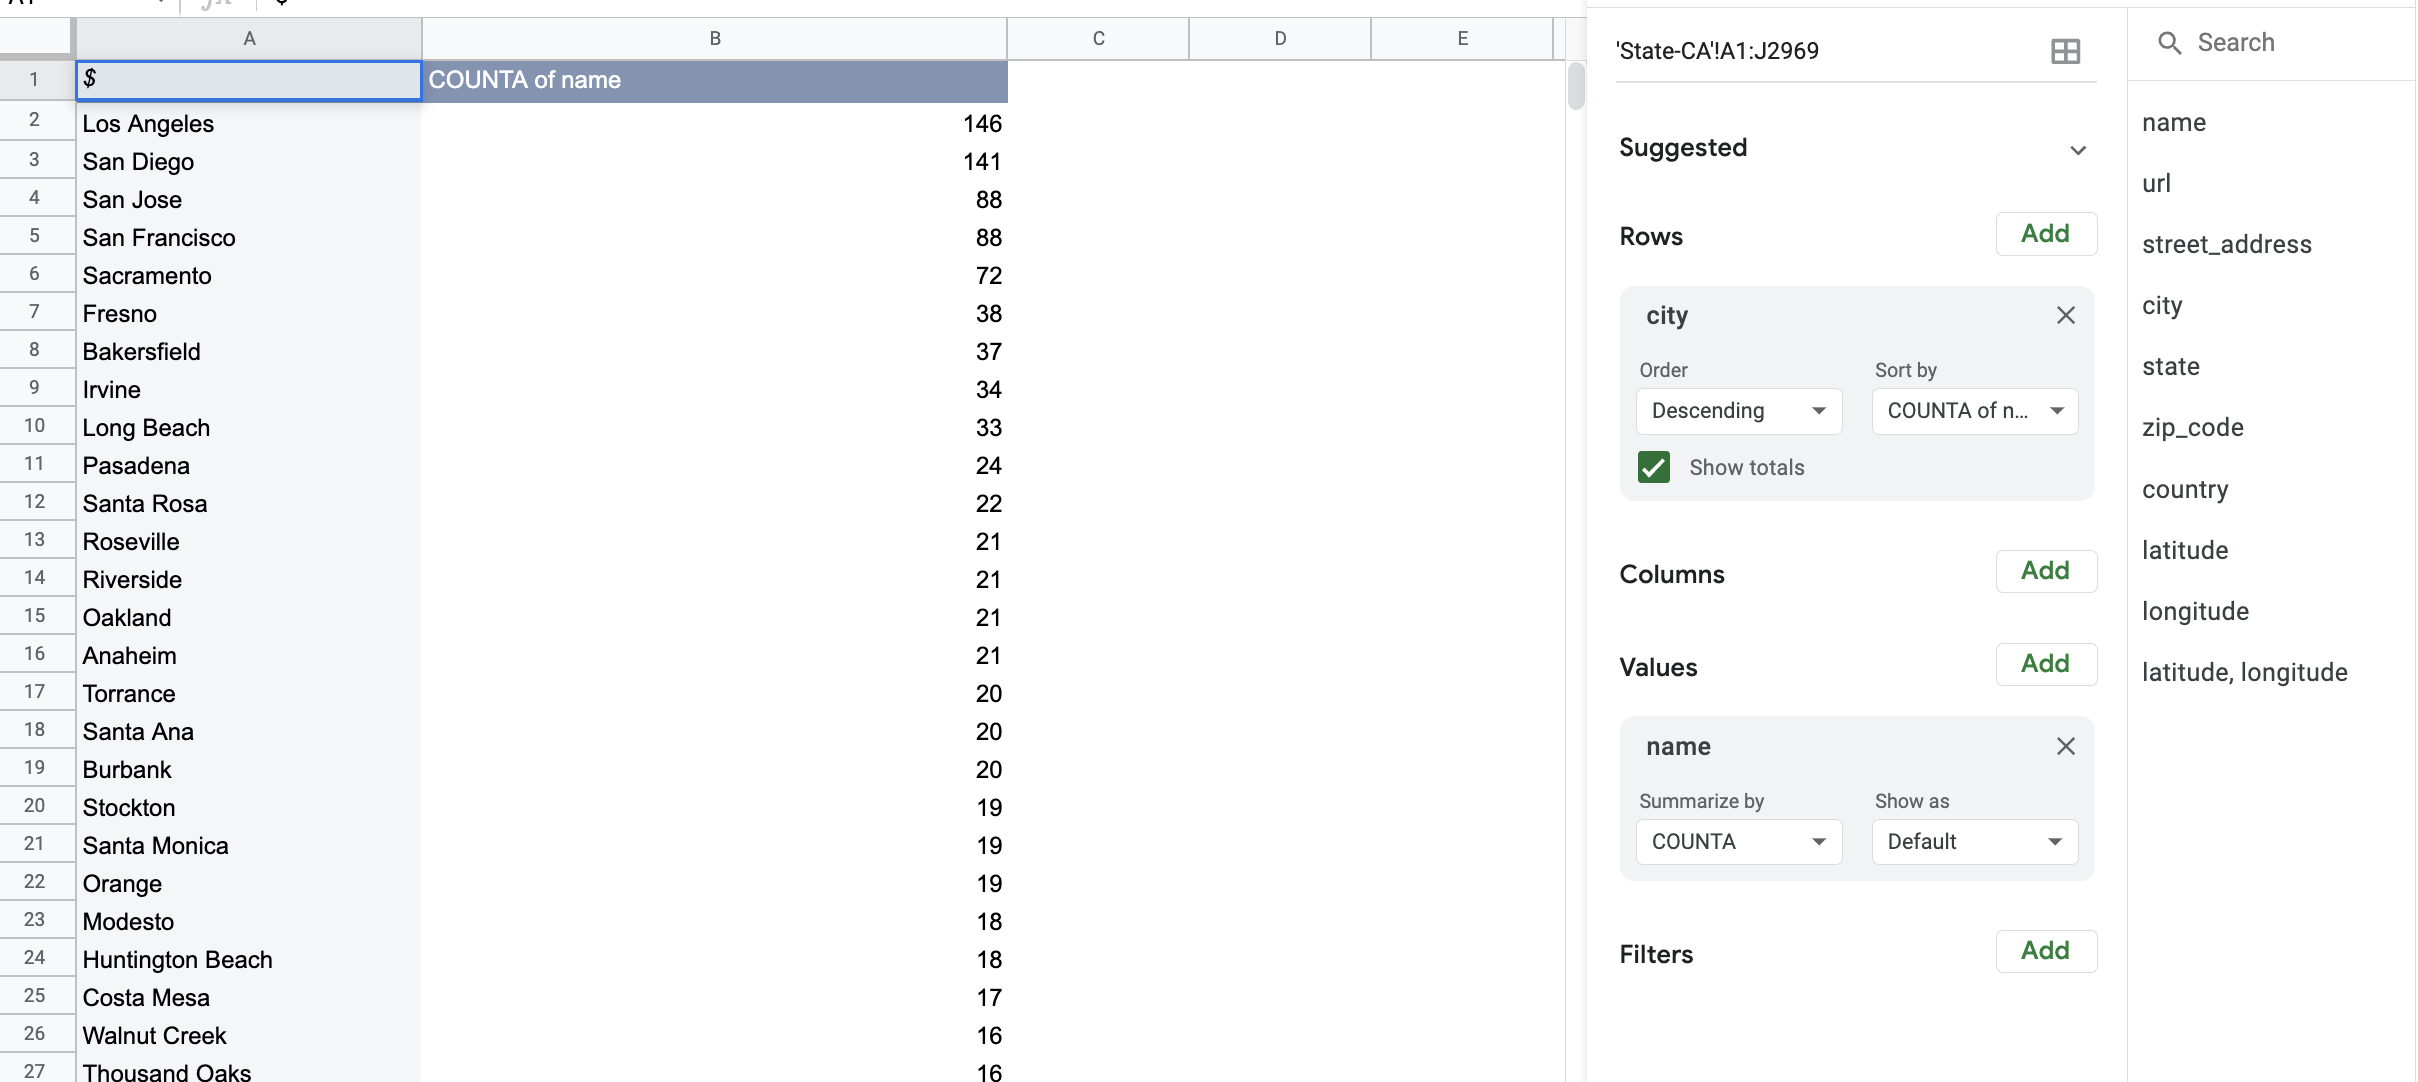 A B C D E
1 $ COUNTA of name
2 Los Angeles 146
3 San Diego 141
4 San Jose 88
5 San Francisco 88
6 Sacramento 72
7 Fresno 38
8 Bakersfield 37
9 Irvine 34
10 Long Beach 33
11 Pasadena 24
12 Santa Rosa 22
13 Roseville 21
14 Riverside 21
15 Oakland 21
16 Anaheim 21
17 Torrance 20
18 Santa Ana 20
19 Burbank 20
20 Stockton 19
21 Santa Monica 19
22 Orange 19
23 Modesto 18
24 Huntington Beach 18
25 Costa Mesa 17
26 Walnut Creek 16
27 Thousand Oaks 16
'State-CA'!A1:J2969
Suggested
Rows Add
city
Order Sort by
Descending COUNTA of n...
Show totals
Columns Add
Values Add
name
Summarize by Show as
COUNTA Default
Filters Add
Search
name
url
street_address
city
state
zip_code
country
latitude
longitude
latitude, longitude